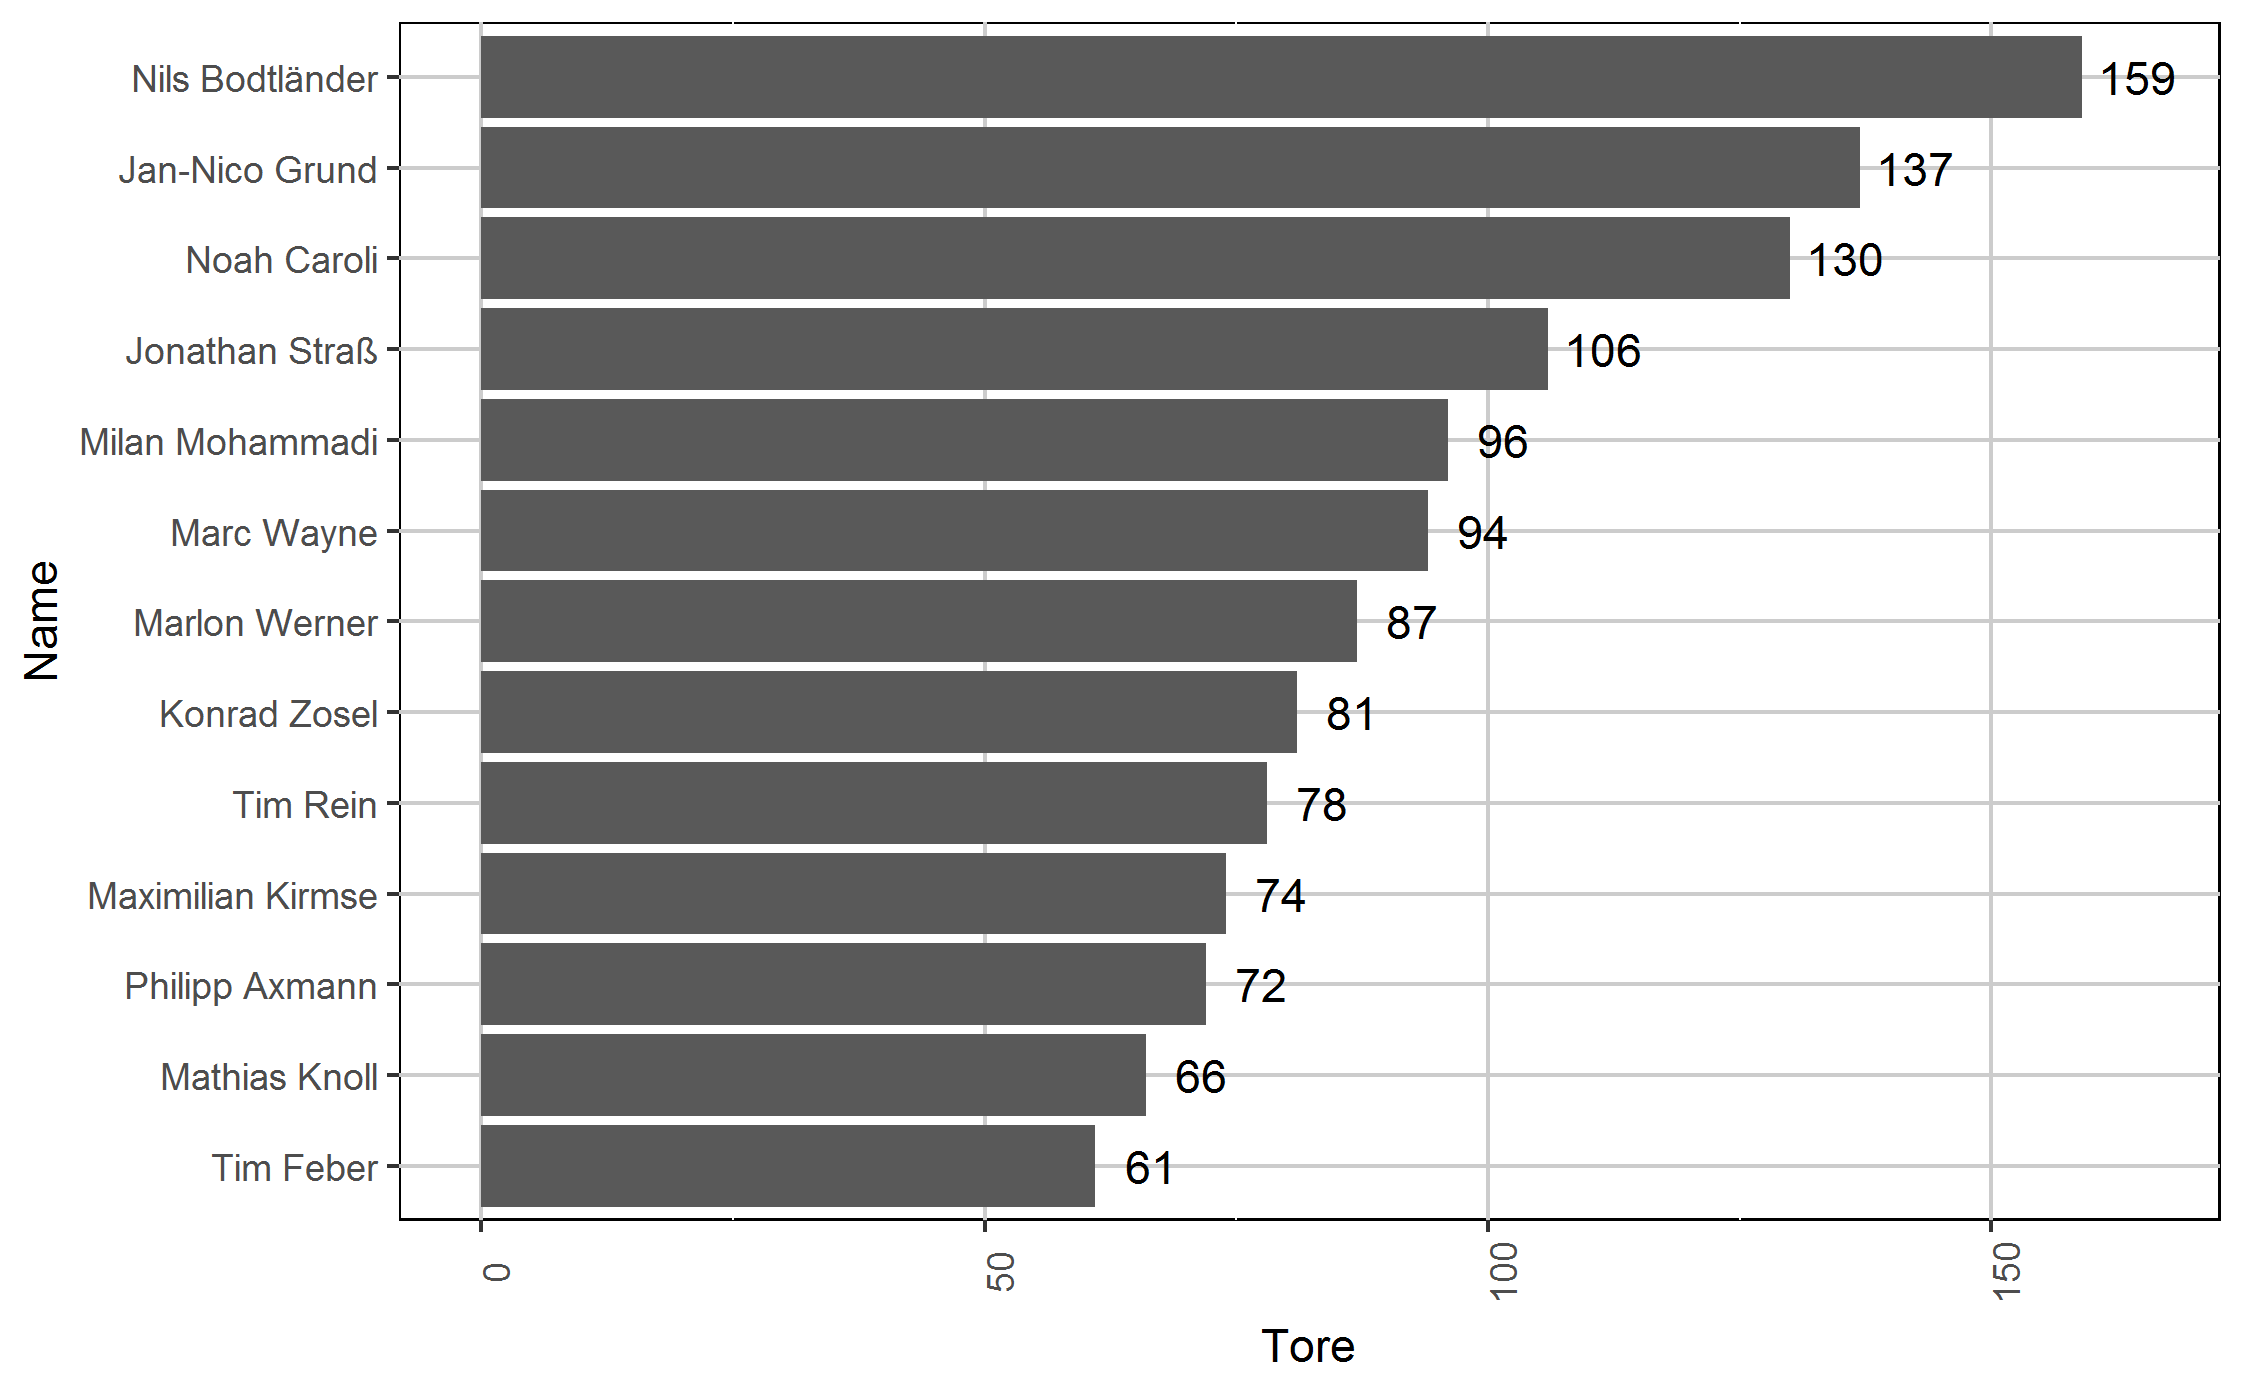 Nils Bodtländer 159
Jan-Nico Grund 137
Noah Caroli 130
Jonathan Straß 106
Milan Mohammadi 96
Marc Wayne 94
Marlon Werner 87
Konrad Zosel 81
Tim Rein 78
Maximilian Kirmse 74
Philipp Axmann 72
Mathias Knoll 66
Tim Feber 61
Name
0 50 100 150
Tore